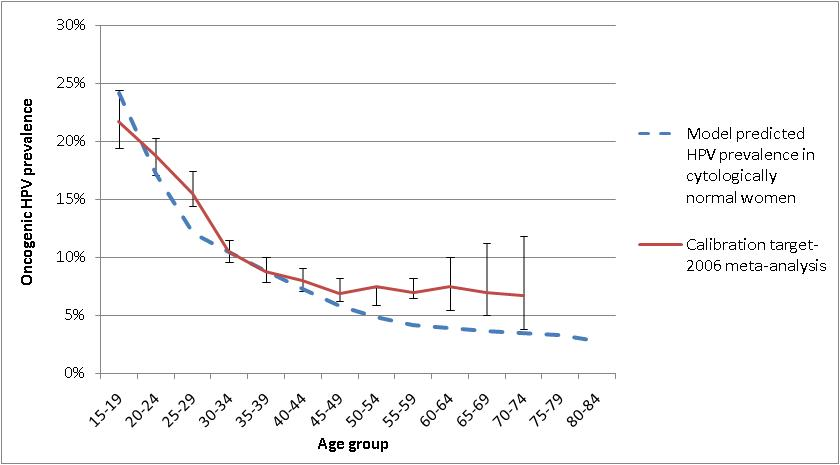 30%
25%
20%
15%
10%
5%
0%
Oncogenic HPV prevalence
15-19
20-24
25-29
30-34
35-39
40-44
45-49
50-54
55-59
60-64
65-69
70-74
75-79
80-84
Age group
Model predicted
HPV prevalence in
cytologically
normal women
Calibration target-
2006 meta-analysis